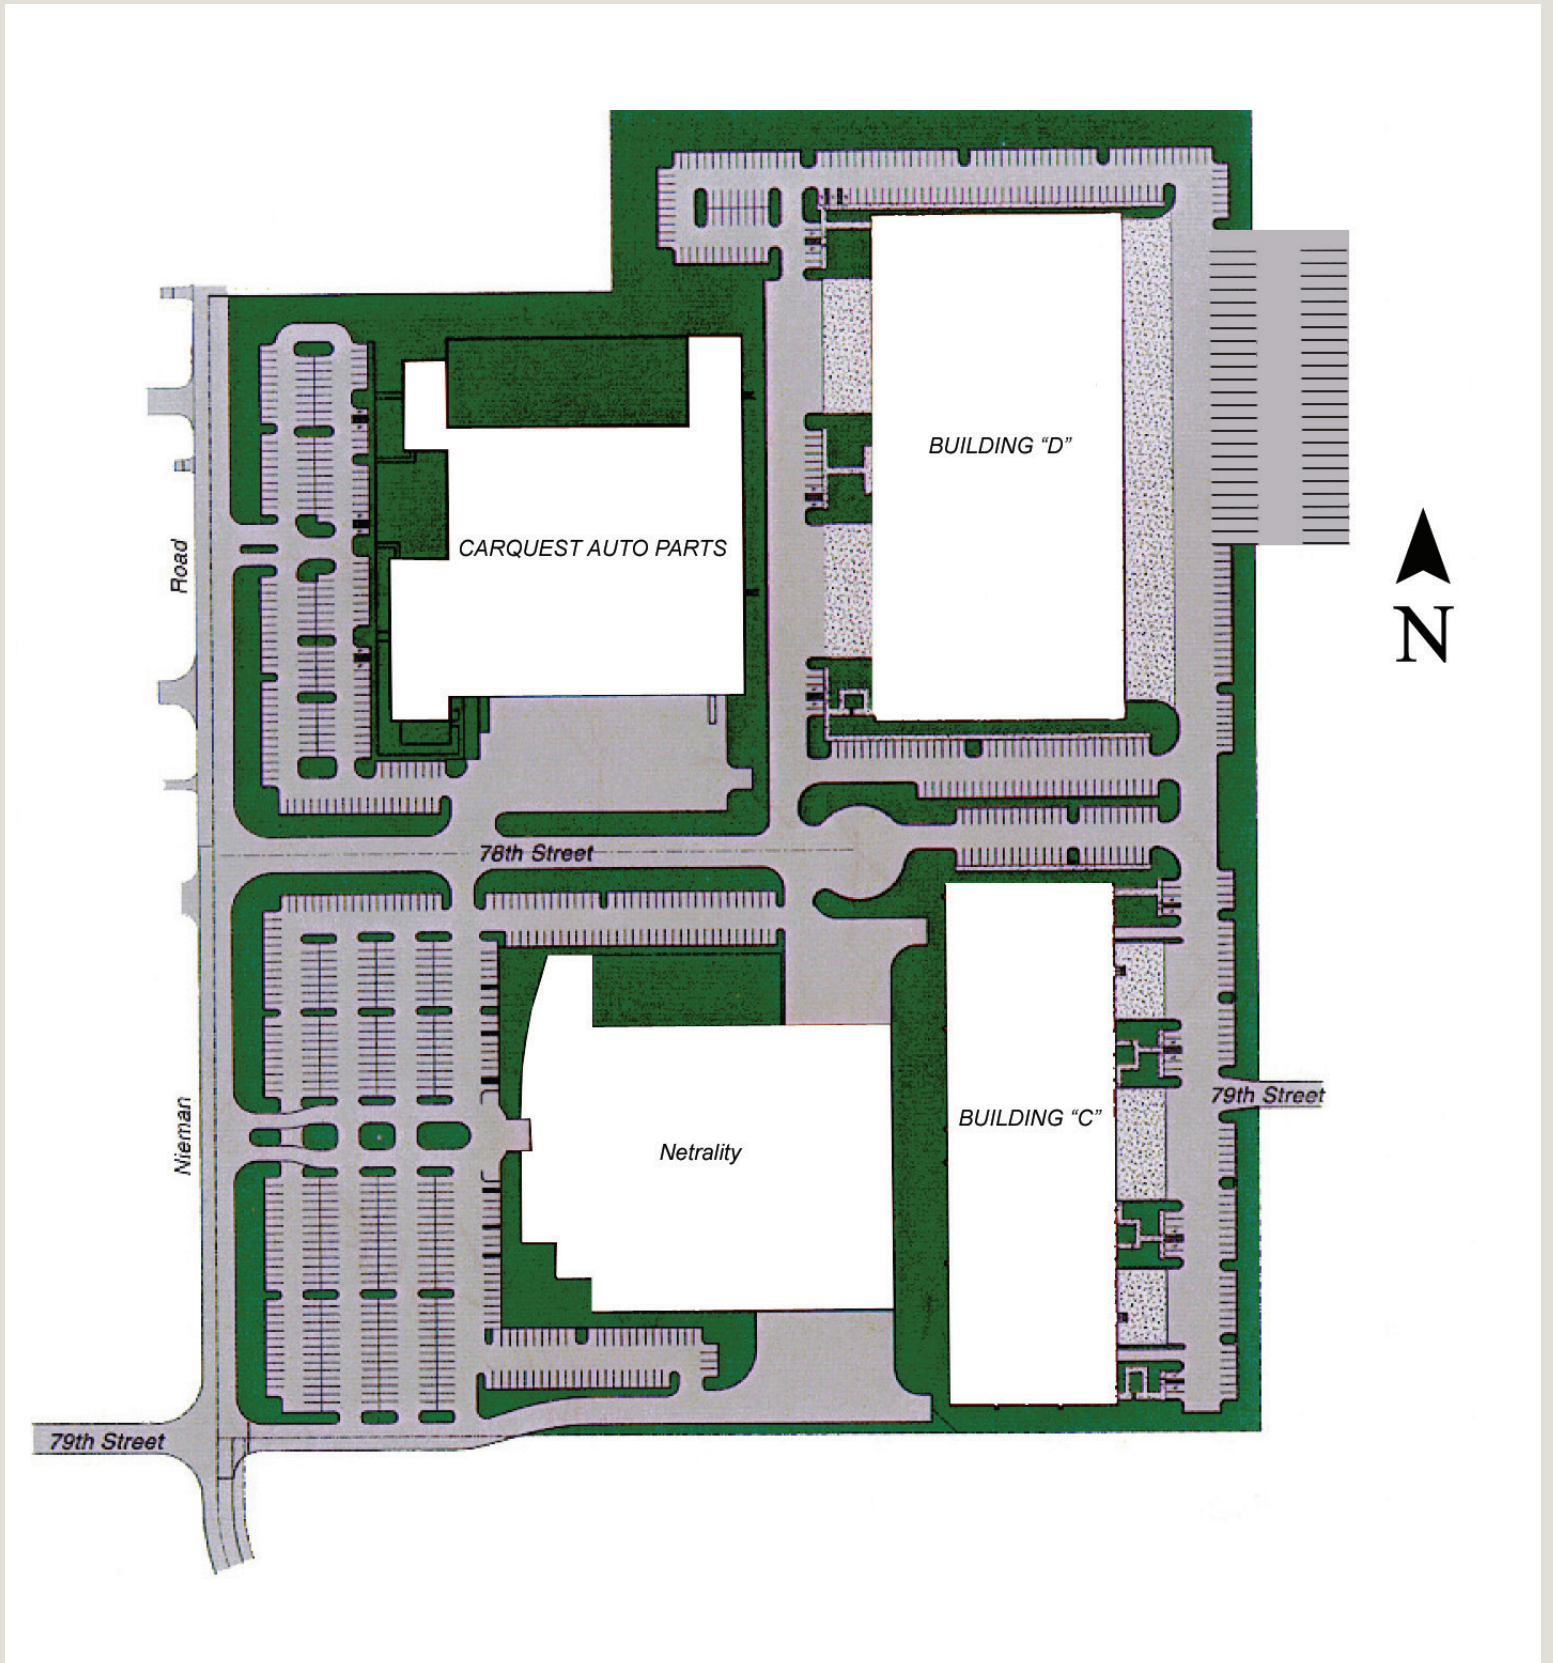 BUILDING “D”
CARQUEST AUTO PARTS
Road
N
78th Street
79th Street
BUILDING “C”
Nieman
Netrality
79th Street